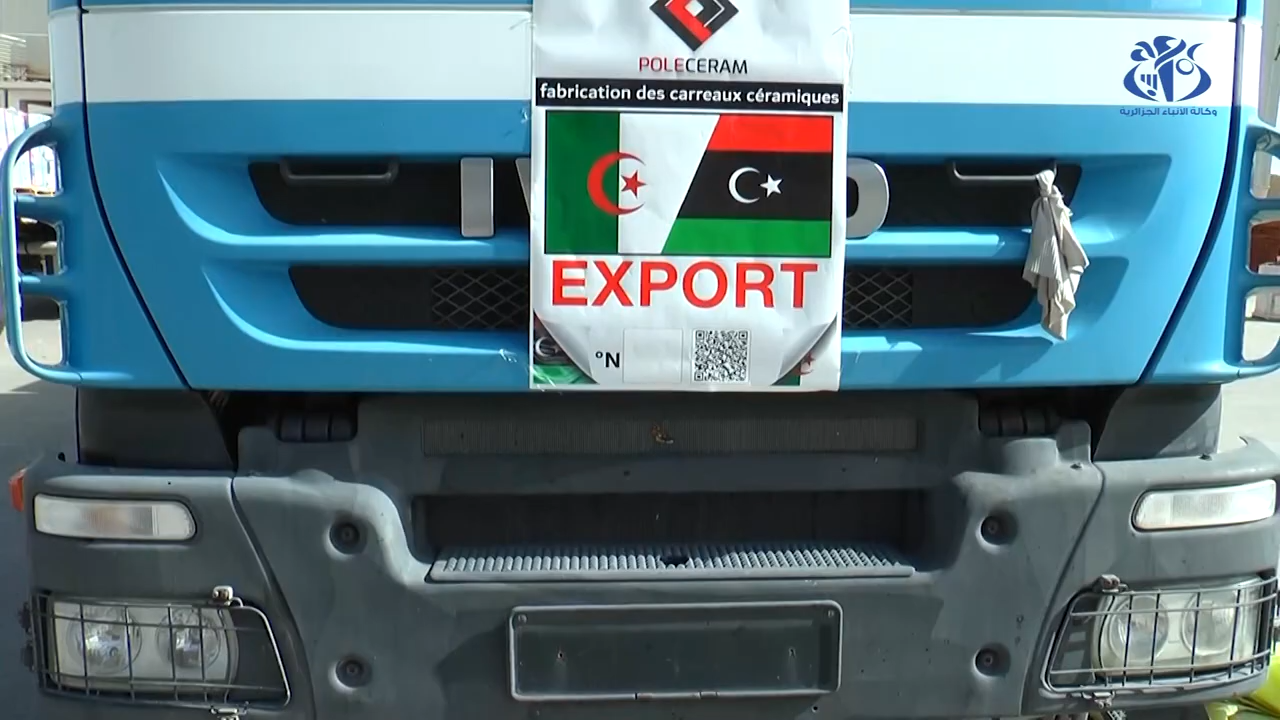 POLECERAM
وكالة الأنباء الجزائرية
fabrication des carreaux céramiques
I O
EXPORT
°N